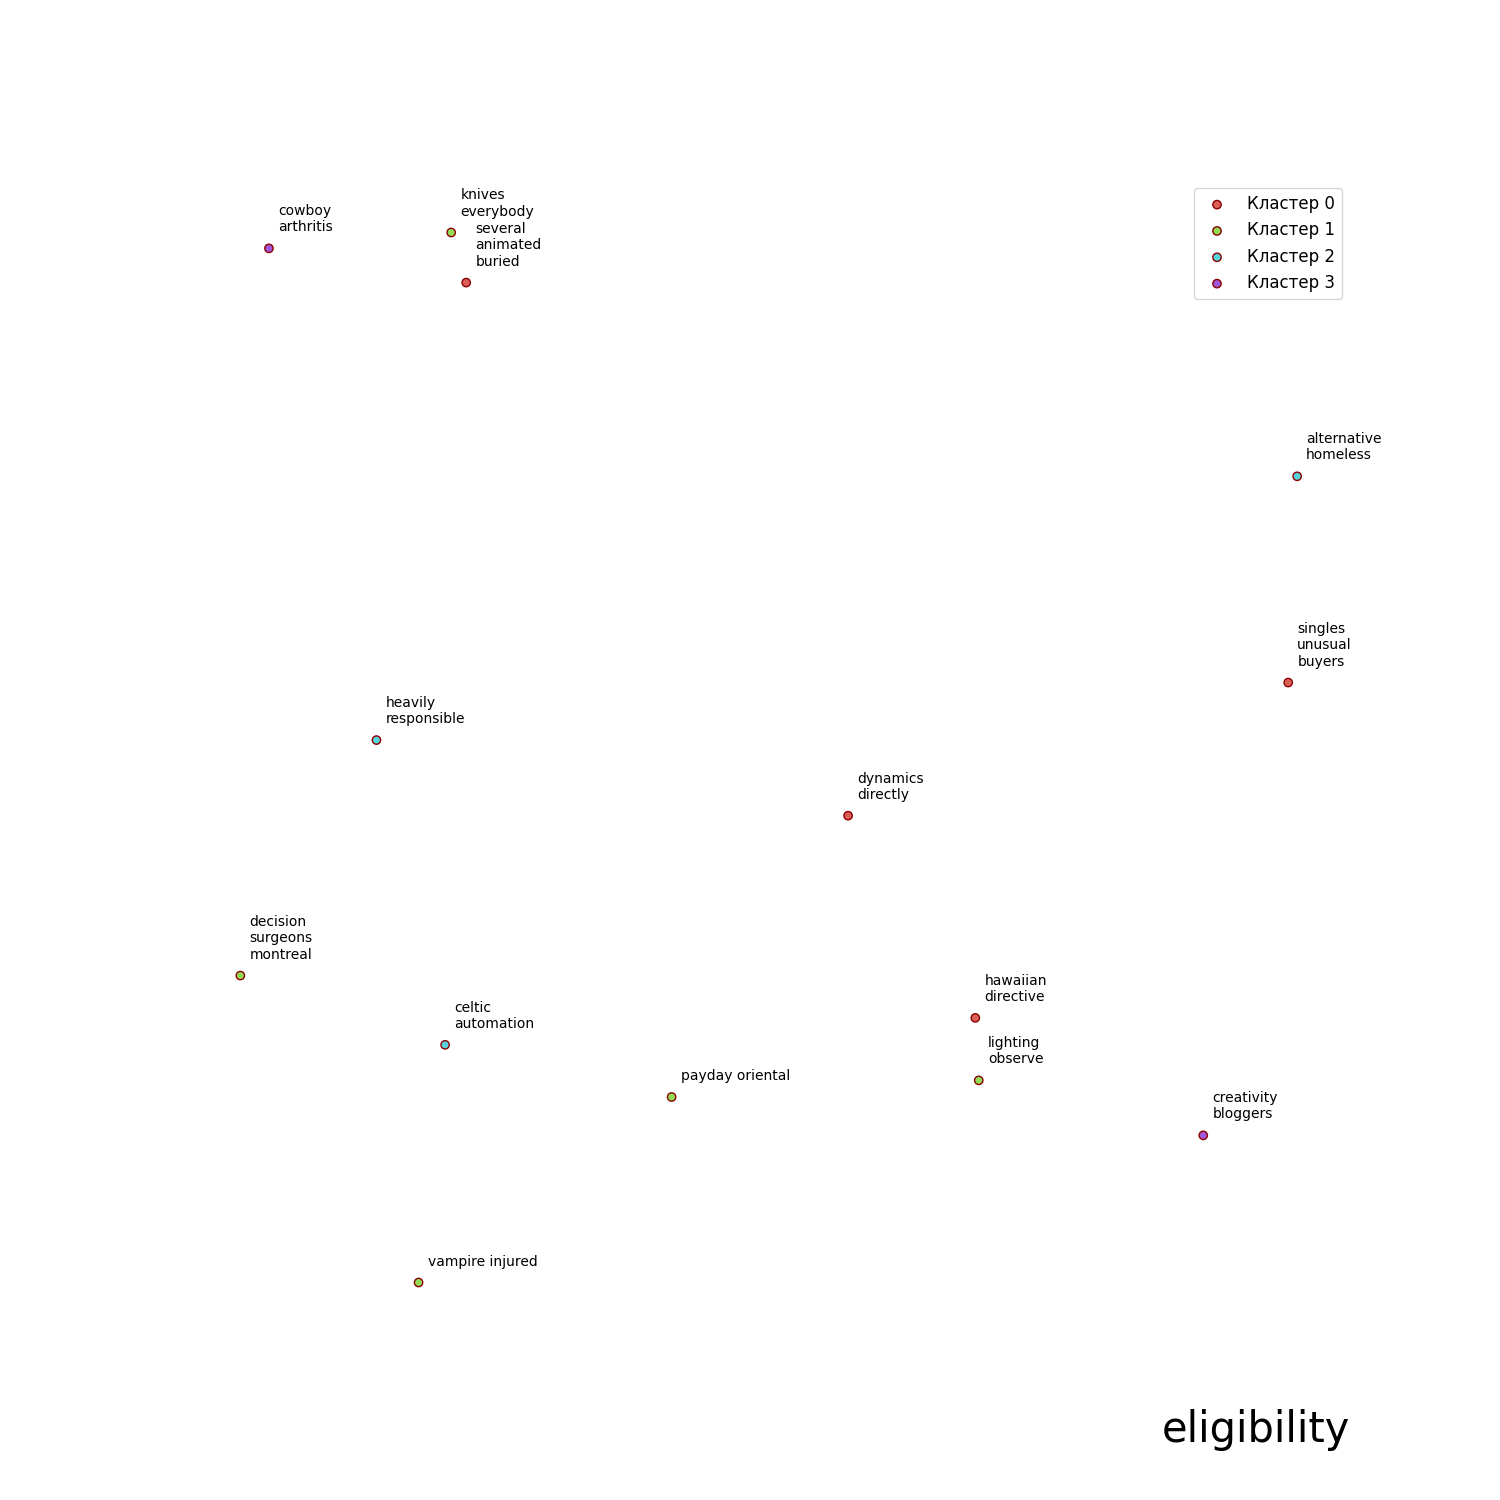 knives
everybody
cowboy
arthritis
several
animated
buried
Кластер 0
Кластер 1
Кластер 2
Кластер 3
alternative
homeless
singles
unusual
buyers
heavily
responsible
dynamics
directly
decision
surgeons
montreal
hawaiian
directive
celtic
automation
lighting
observe
payday oriental
creativity
bloggers
vampire injured
eligibility